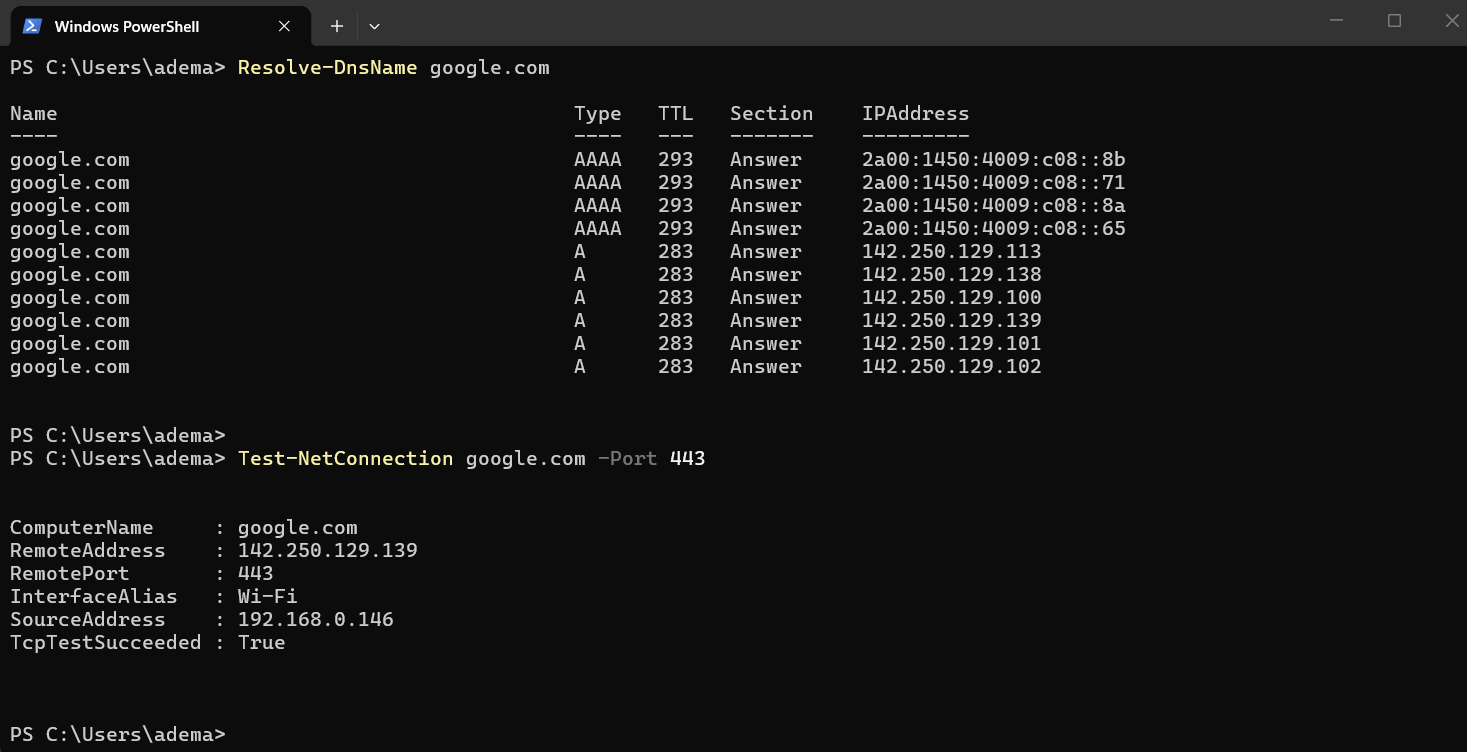 Windows PowerShell
PS C:\Users\adema> Resolve-DnsName google.com
Name Type TTL Section IPAddress
---- ---- --- ------- ---------
google.com AAAA 293 Answer 2a00:1450:4009:c08::8b
google.com AAAA 293 Answer 2a00:1450:4009:c08::71
google.com AAAA 293 Answer 2a00:1450:4009:c08::8a
google.com AAAA 293 Answer 2a00:1450:4009:c08::65
google.com A 283 Answer 142.250.129.113
google.com A 283 Answer 142.250.129.138
google.com A 283 Answer 142.250.129.100
google.com A 283 Answer 142.250.129.139
google.com A 283 Answer 142.250.129.101
google.com A 283 Answer 142.250.129.102
PS C:\Users\adema>
PS C:\Users\adema> Test-NetConnection google.com -Port 443
ComputerName : google.com
RemoteAddress : 142.250.129.139
RemotePort : 443
InterfaceAlias : Wi-Fi
SourceAddress : 192.168.0.146
TcpTestSucceeded : True
PS C:\Users\adema>